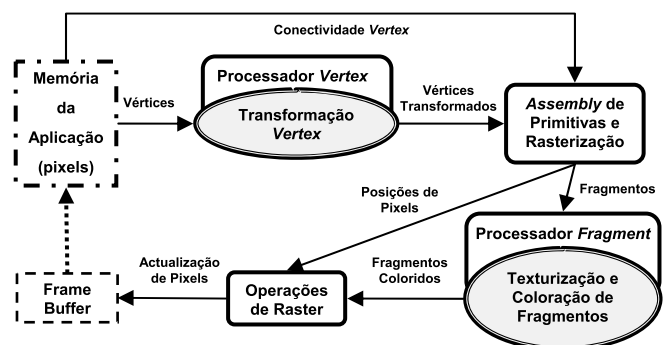 Conectividade Vertex
Memória
da
Aplicação
(pixels)
Vértices
Processador Vertex
Transformação
Vertex
Vértices
Transformados
Assembly de
Primitivas e
Rasterização
Posições de
Pixels
Fragmentos
Processador Fragment
Texturização e
Coloração de
Fragmentos
Fragmentos
Coloridos
Operações
de Raster
Actualização
de Pixels
Frame
Buffer